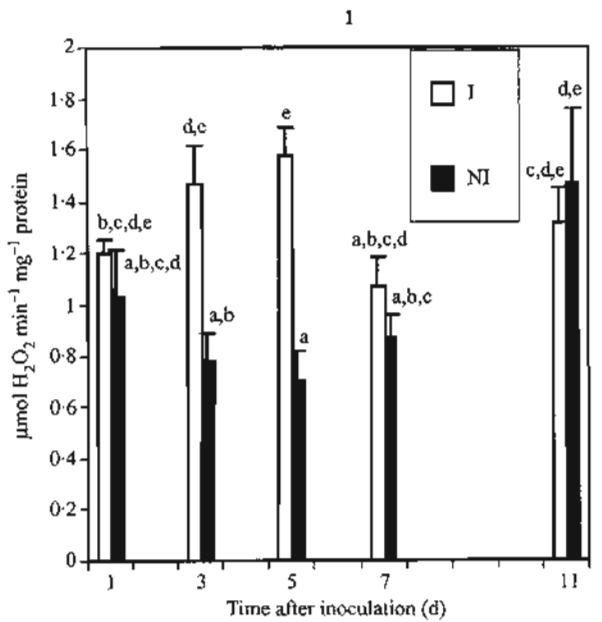 1
2
1·8
1·6
1·4
1·2
1
0·8
0·6
0·4
0·2
0
µmol H₂O₂ min⁻¹ mg⁻¹ protein
I
NI
b,c,d,e
a,b,c,d
d,c
a,b
e
a
a,b,c,d
a,b,c
c,d,e
d,e
1 3 5 7 11
Time after inoculation (d)